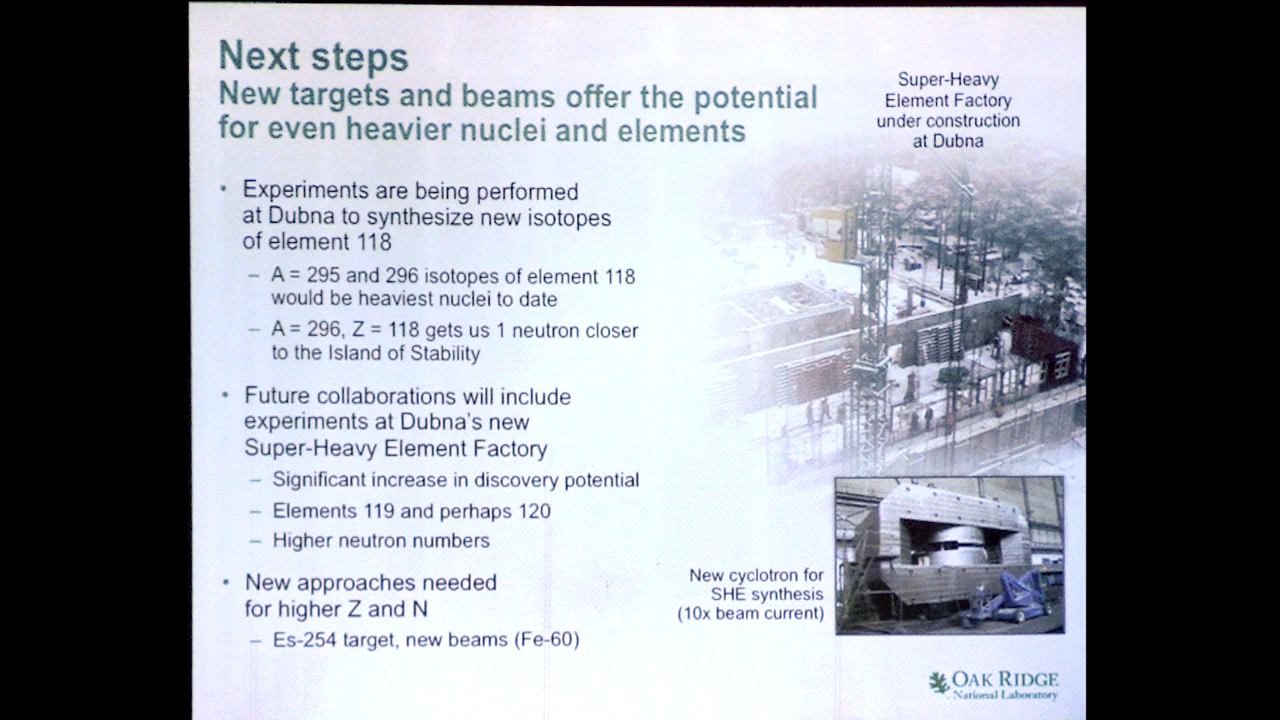 Next steps
New targets and beams offer the potential
for even heavier nuclei and elements
Super-Heavy
Element Factory
under construction
at Dubna
• Experiments are being performed
at Dubna to synthesize new isotopes
of element 118
– A = 295 and 296 isotopes of element 118
would be heaviest nuclei to date
– A = 296, Z = 118 gets us 1 neutron closer
to the Island of Stability
• Future collaborations will include
experiments at Dubna's new
Super-Heavy Element Factory
– Significant increase in discovery potential
– Elements 119 and perhaps 120
– Higher neutron numbers
• New approaches needed
for higher Z and N
– Es-254 target, new beams (Fe-60)
New cyclotron for
SHE synthesis
(10x beam current)
OAK RIDGE
National Laboratory